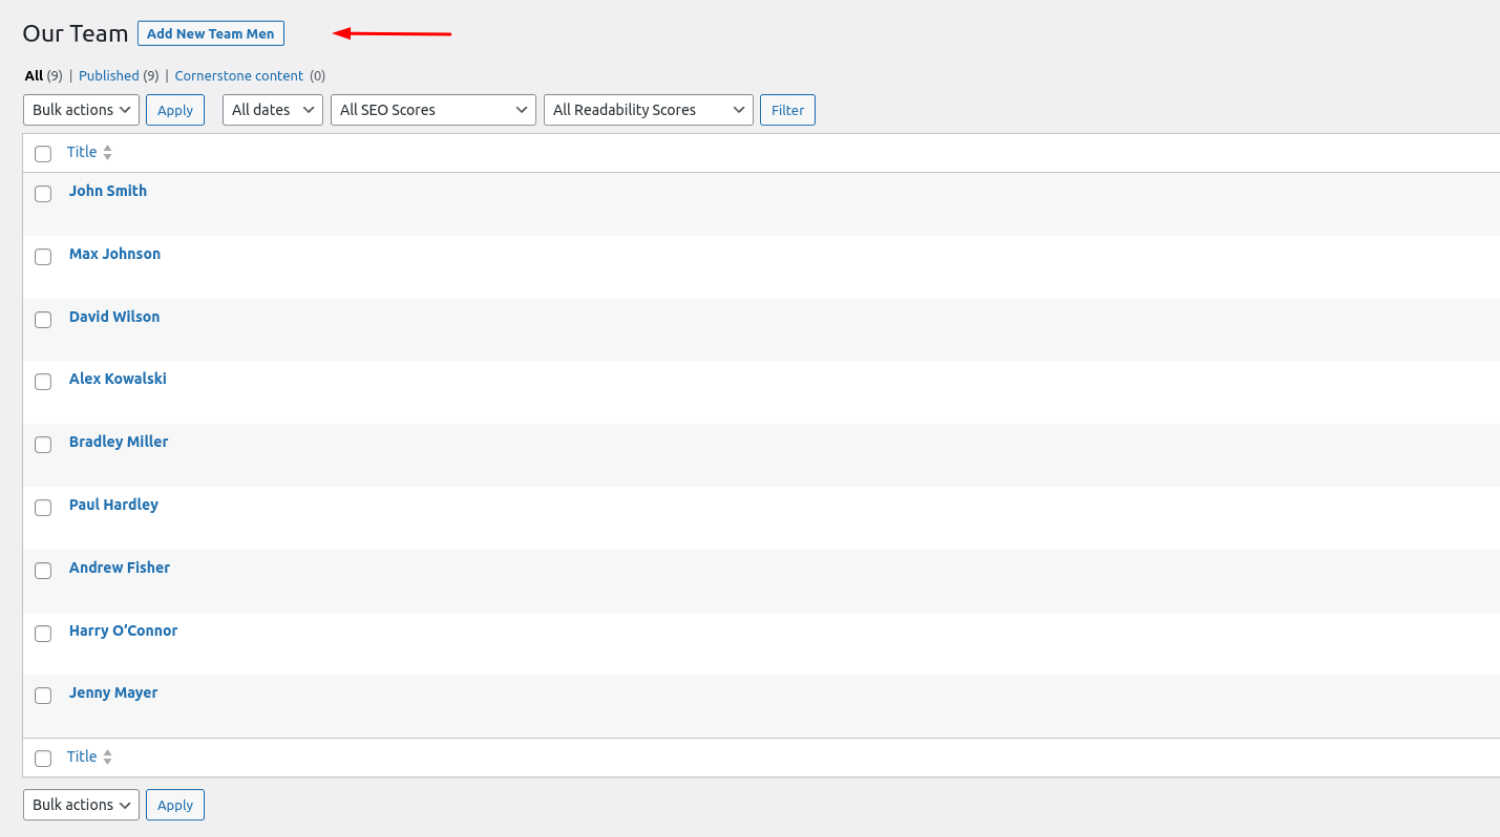 Our Team Add New Team Men
All (9) | Published (9) | Cornerstone content (0)
Bulk actions Apply All dates All SEO Scores All Readability Scores Filter
Title
John Smith
Max Johnson
David Wilson
Alex Kowalski
Bradley Miller
Paul Hardley
Andrew Fisher
Harry O’Connor
Jenny Mayer
Title
Bulk actions Apply